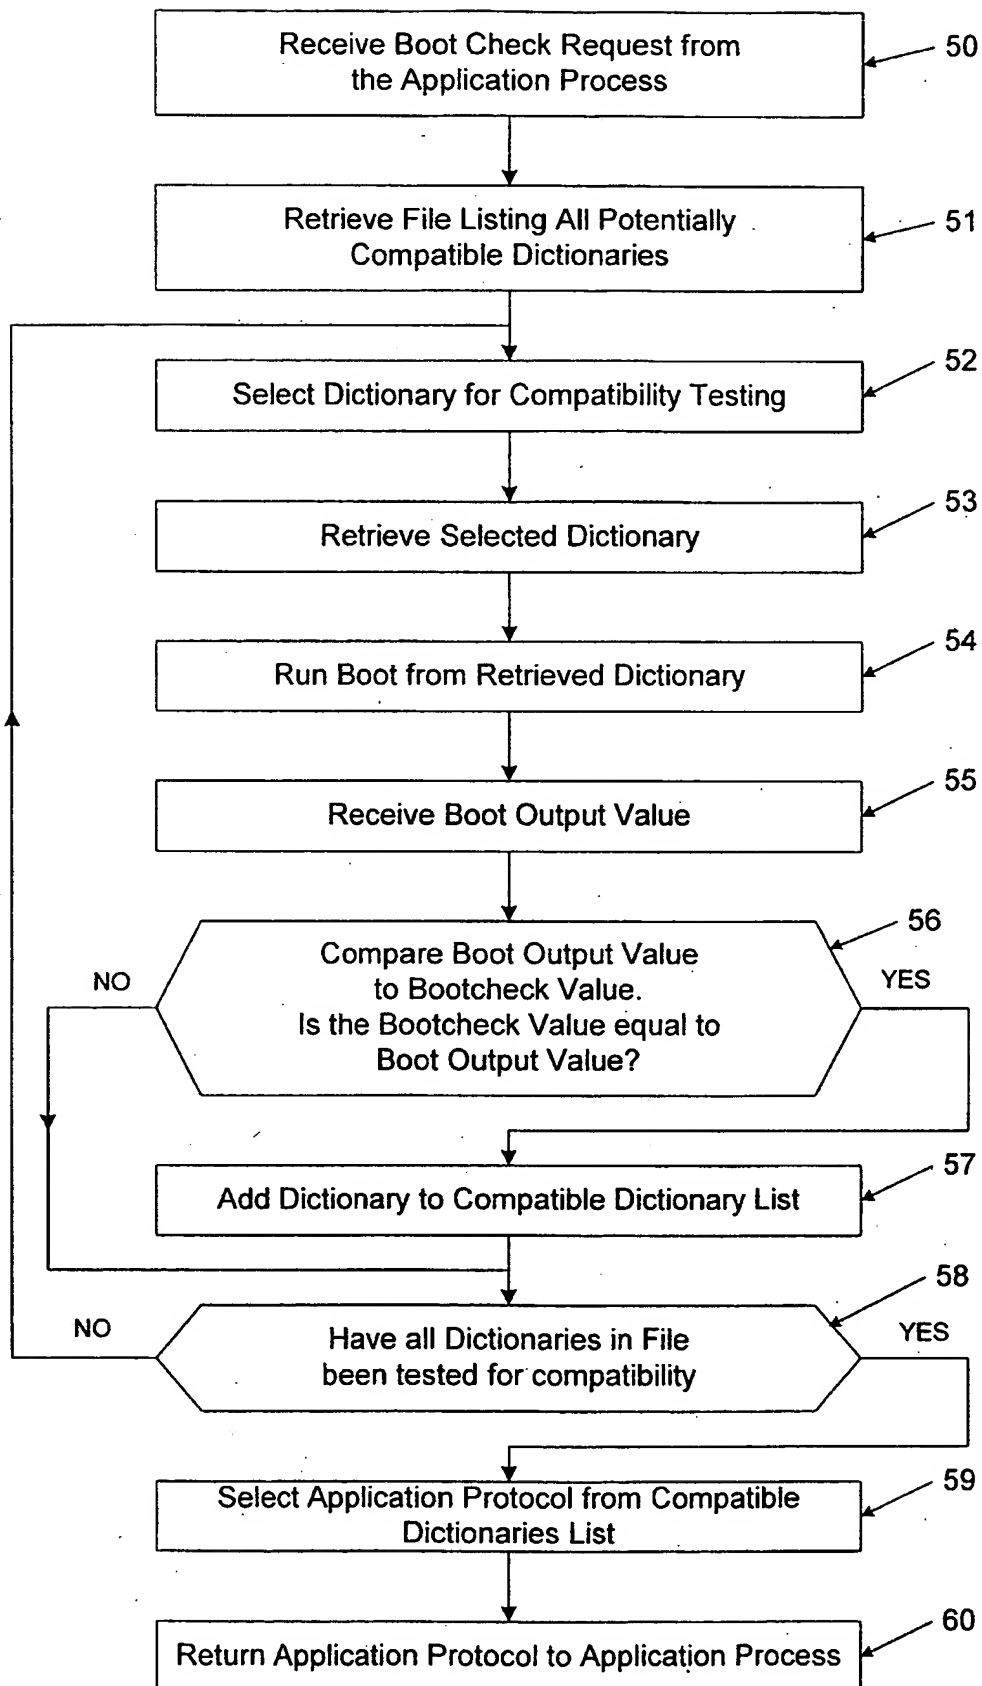 Receive Boot Check Request from
the Application Process
50
Retrieve File Listing All Potentially
Compatible Dictionaries
51
Select Dictionary for Compatibility Testing
52
Retrieve Selected Dictionary
53
Run Boot from Retrieved Dictionary
54
Receive Boot Output Value
55
Compare Boot Output Value
to Bootcheck Value.
Is the Bootcheck Value equal to
Boot Output Value?
56
NO
YES
Add Dictionary to Compatible Dictionary List
57
Have all Dictionaries in File
been tested for compatibility
58
NO
YES
Select Application Protocol from Compatible
Dictionaries List
59
Return Application Protocol to Application Process
60